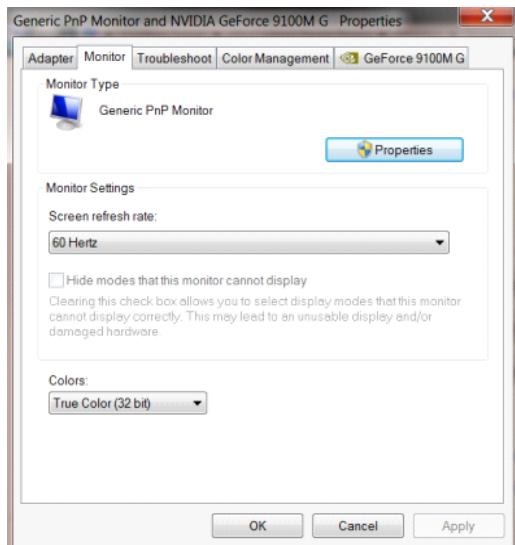 Generic PnP Monitor and NVIDIA GeForce 9100M G Properties
X
Adapter Monitor Troubleshoot Color Management GeForce 9100M G
Monitor Type
Generic PnP Monitor
Properties
Monitor Settings
Screen refresh rate:
60 Hertz
Hide modes that this monitor cannot display
Clearing this check box allows you to select display modes that this monitor
cannot display correctly. This may lead to an unusable display and/or
damaged hardware.
Colors:
True Color (32 bit)
OK Cancel Apply